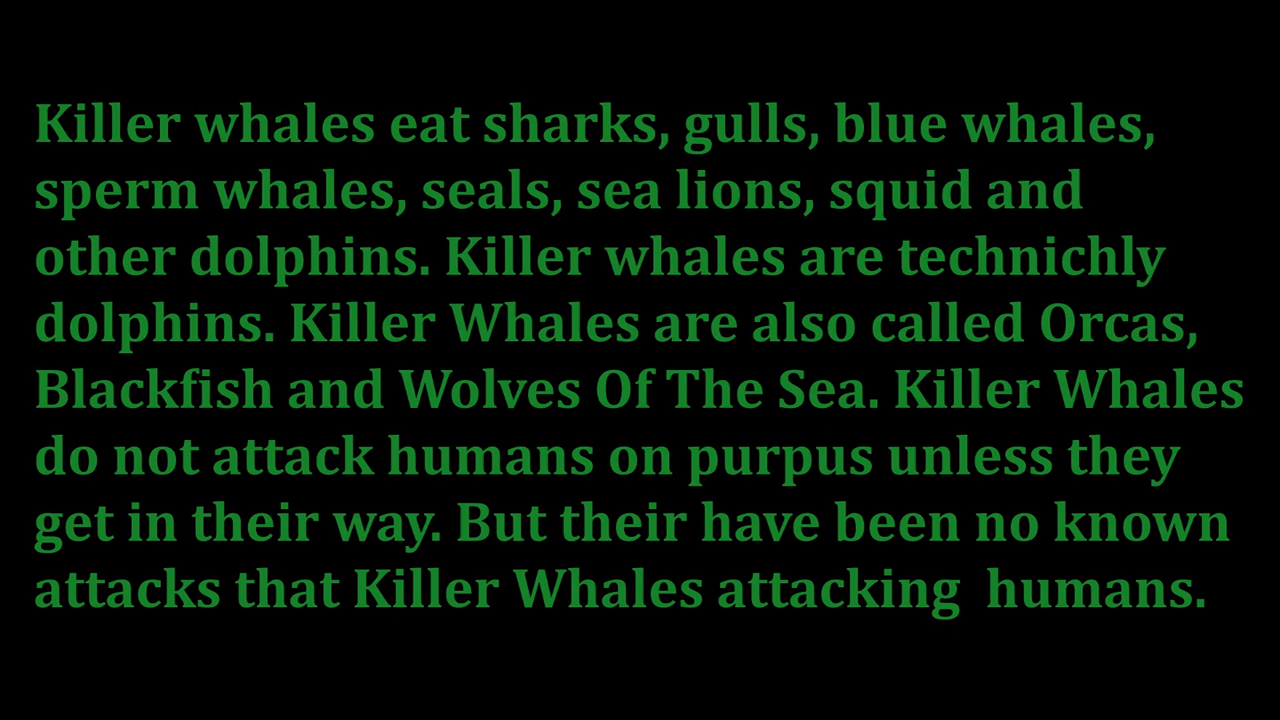 Killer whales eat sharks, gulls, blue whales,
sperm whales, seals, sea lions, squid and
other dolphins. Killer whales are technichly
dolphins. Killer Whales are also called Orcas,
Blackfish and Wolves Of The Sea. Killer Whales
do not attack humans on purpus unless they
get in their way. But their have been no known
attacks that Killer Whales attacking  humans.